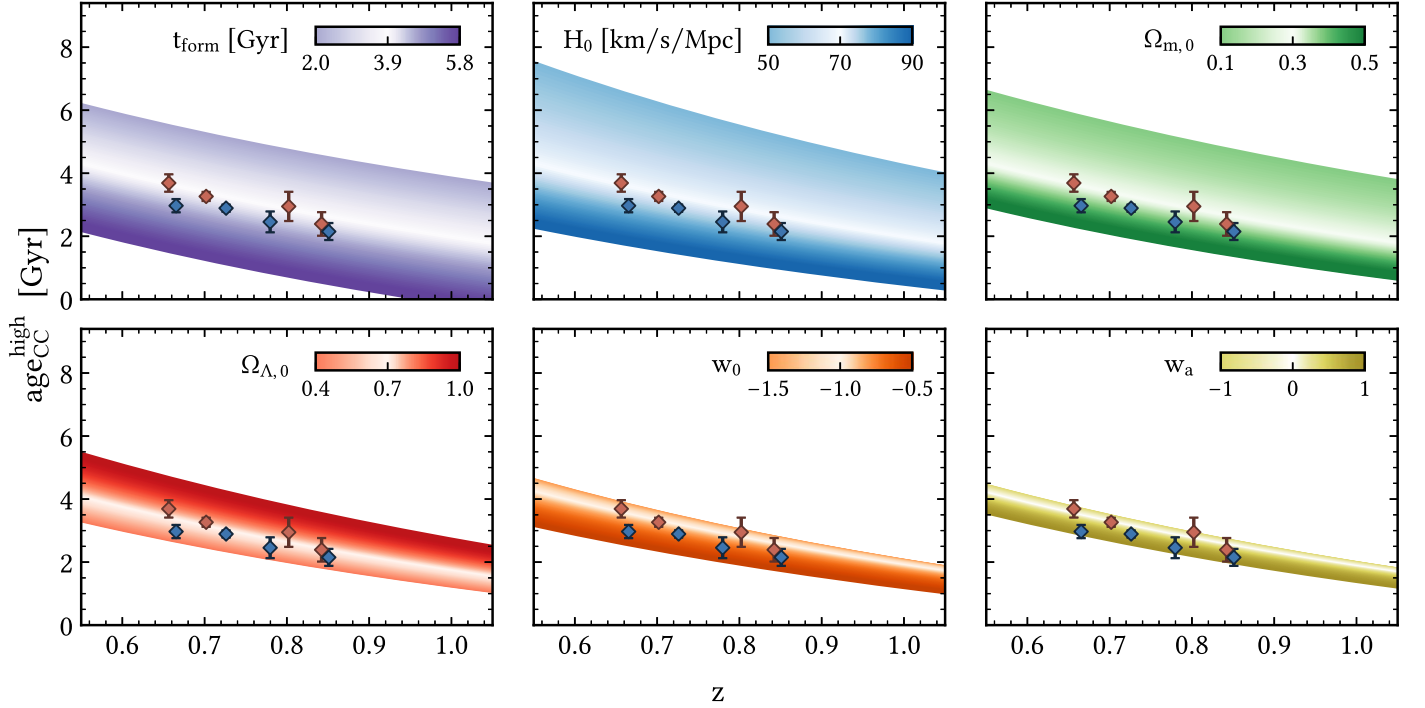 t_form [Gyr]
2.0 3.9 5.8
H_0 [km/s/Mpc]
50 70 90
Ω_m,0
0.1 0.3 0.5
8
6
4
2
0
age_CC^high [Gyr]
Ω_Λ,0
0.4 0.7 1.0
w_0
−1.5 −1.0 −0.5
w_a
−1 0 1
8
6
4
2
0
0.6 0.7 0.8 0.9 1.0
0.6 0.7 0.8 0.9 1.0
0.6 0.7 0.8 0.9 1.0
z